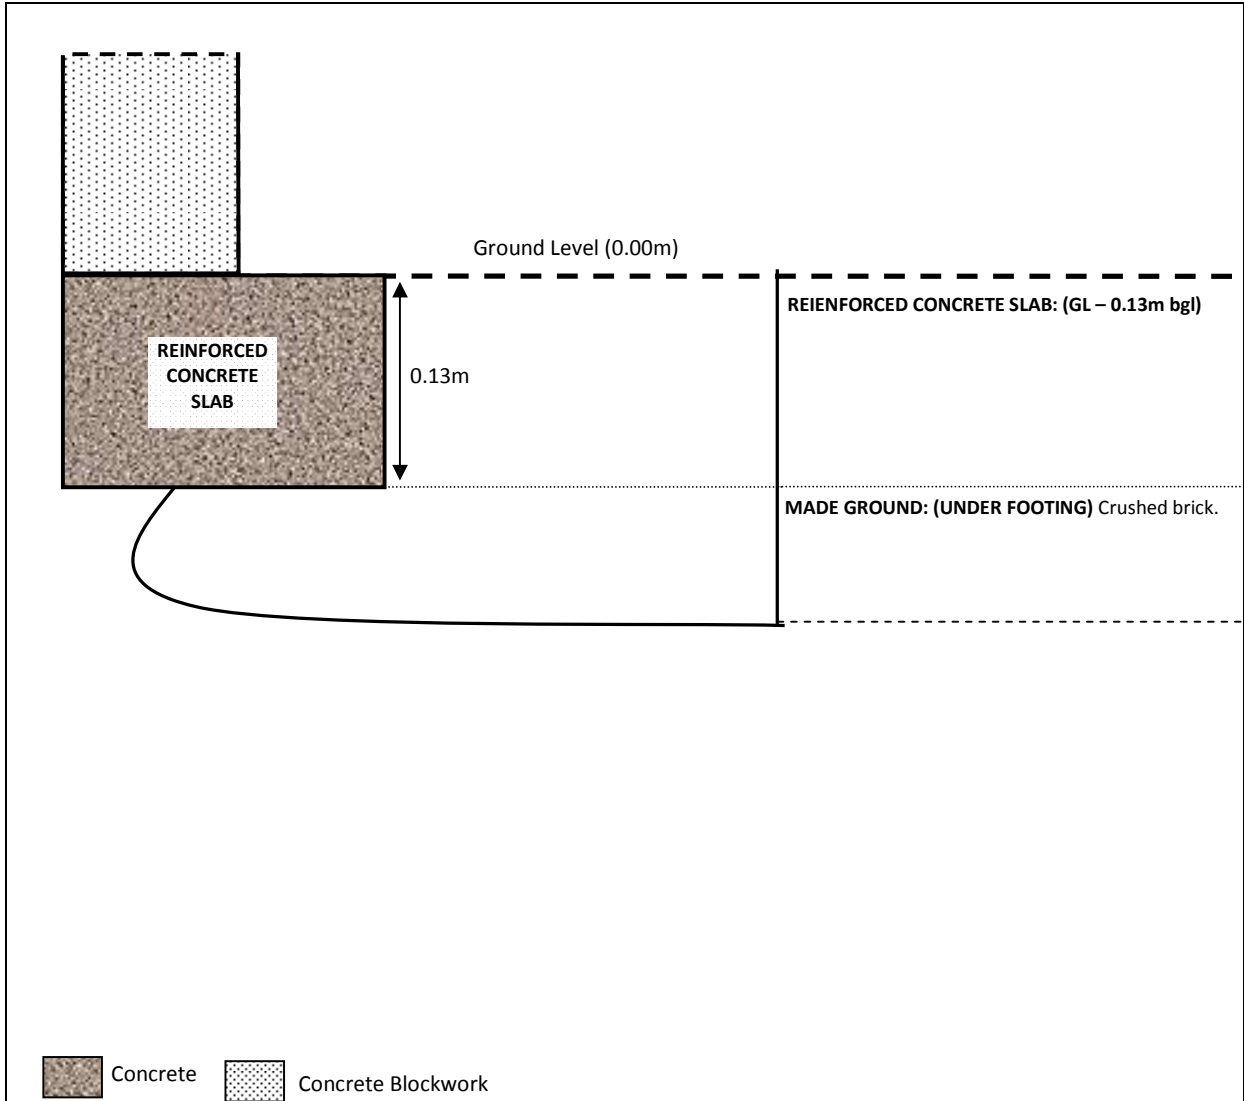 Ground Level (0.00m)
REIENFORCED CONCRETE SLAB: (GL – 0.13m bgl)
REINFORCED
CONCRETE
SLAB
0.13m
MADE GROUND: (UNDER FOOTING) Crushed brick.
Concrete
Concrete Blockwork